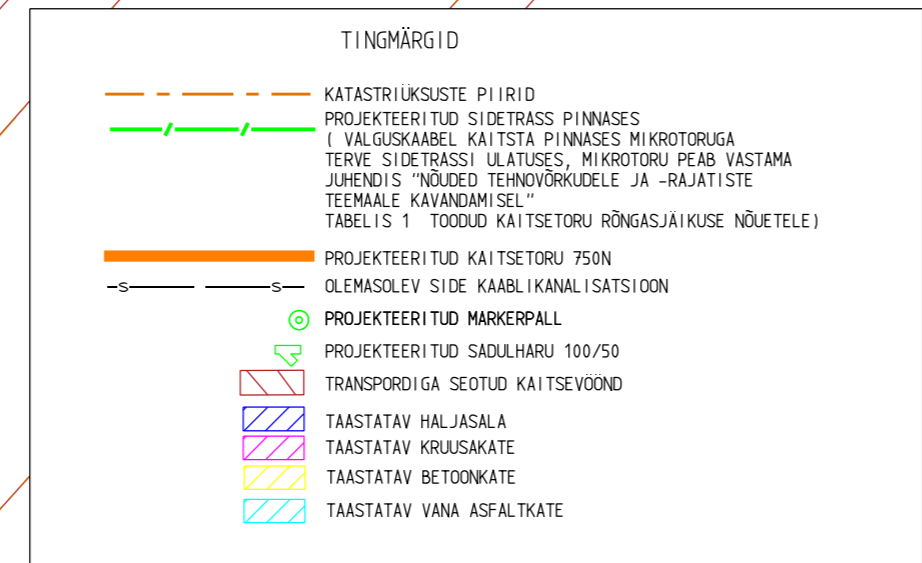 TINGMÄRGID
KATASTRIÜKSUSTE PIIRID
PROJEKTEERITUD SIDETRASS PINNASES
( VALGUSKAABEL KAITSTA PINNASES MIKROTORUGA
TERVE SIDETRASSI ULATUSES, MIKROTORU PEAB VASTAMA
JUHENDIS "NÕUDED TEHNOVÕRKUDELE JA -RAJATISTE
TEEMAALE KAVANDAMISEL"
TABELIS 1 TOODUD KAITSETORU RÕNGASJÄIKUSE NÕUETELE)
PROJEKTEERITUD KAITSETORU 750N
S S OLEMASOLEV SIDE KAABLIKANALISATSIOON
PROJEKTEERITUD MARKERPALL
PROJEKTEERITUD SADULHARU 100/50
TRANSPORDIGA SEOTUD KAITSEVÖÖND
TAASTATAV HALJASALA
TAASTATAV KRUUSAKATE
TAASTATAV BETOONKATE
TAASTATAV VANA ASFALTKATE